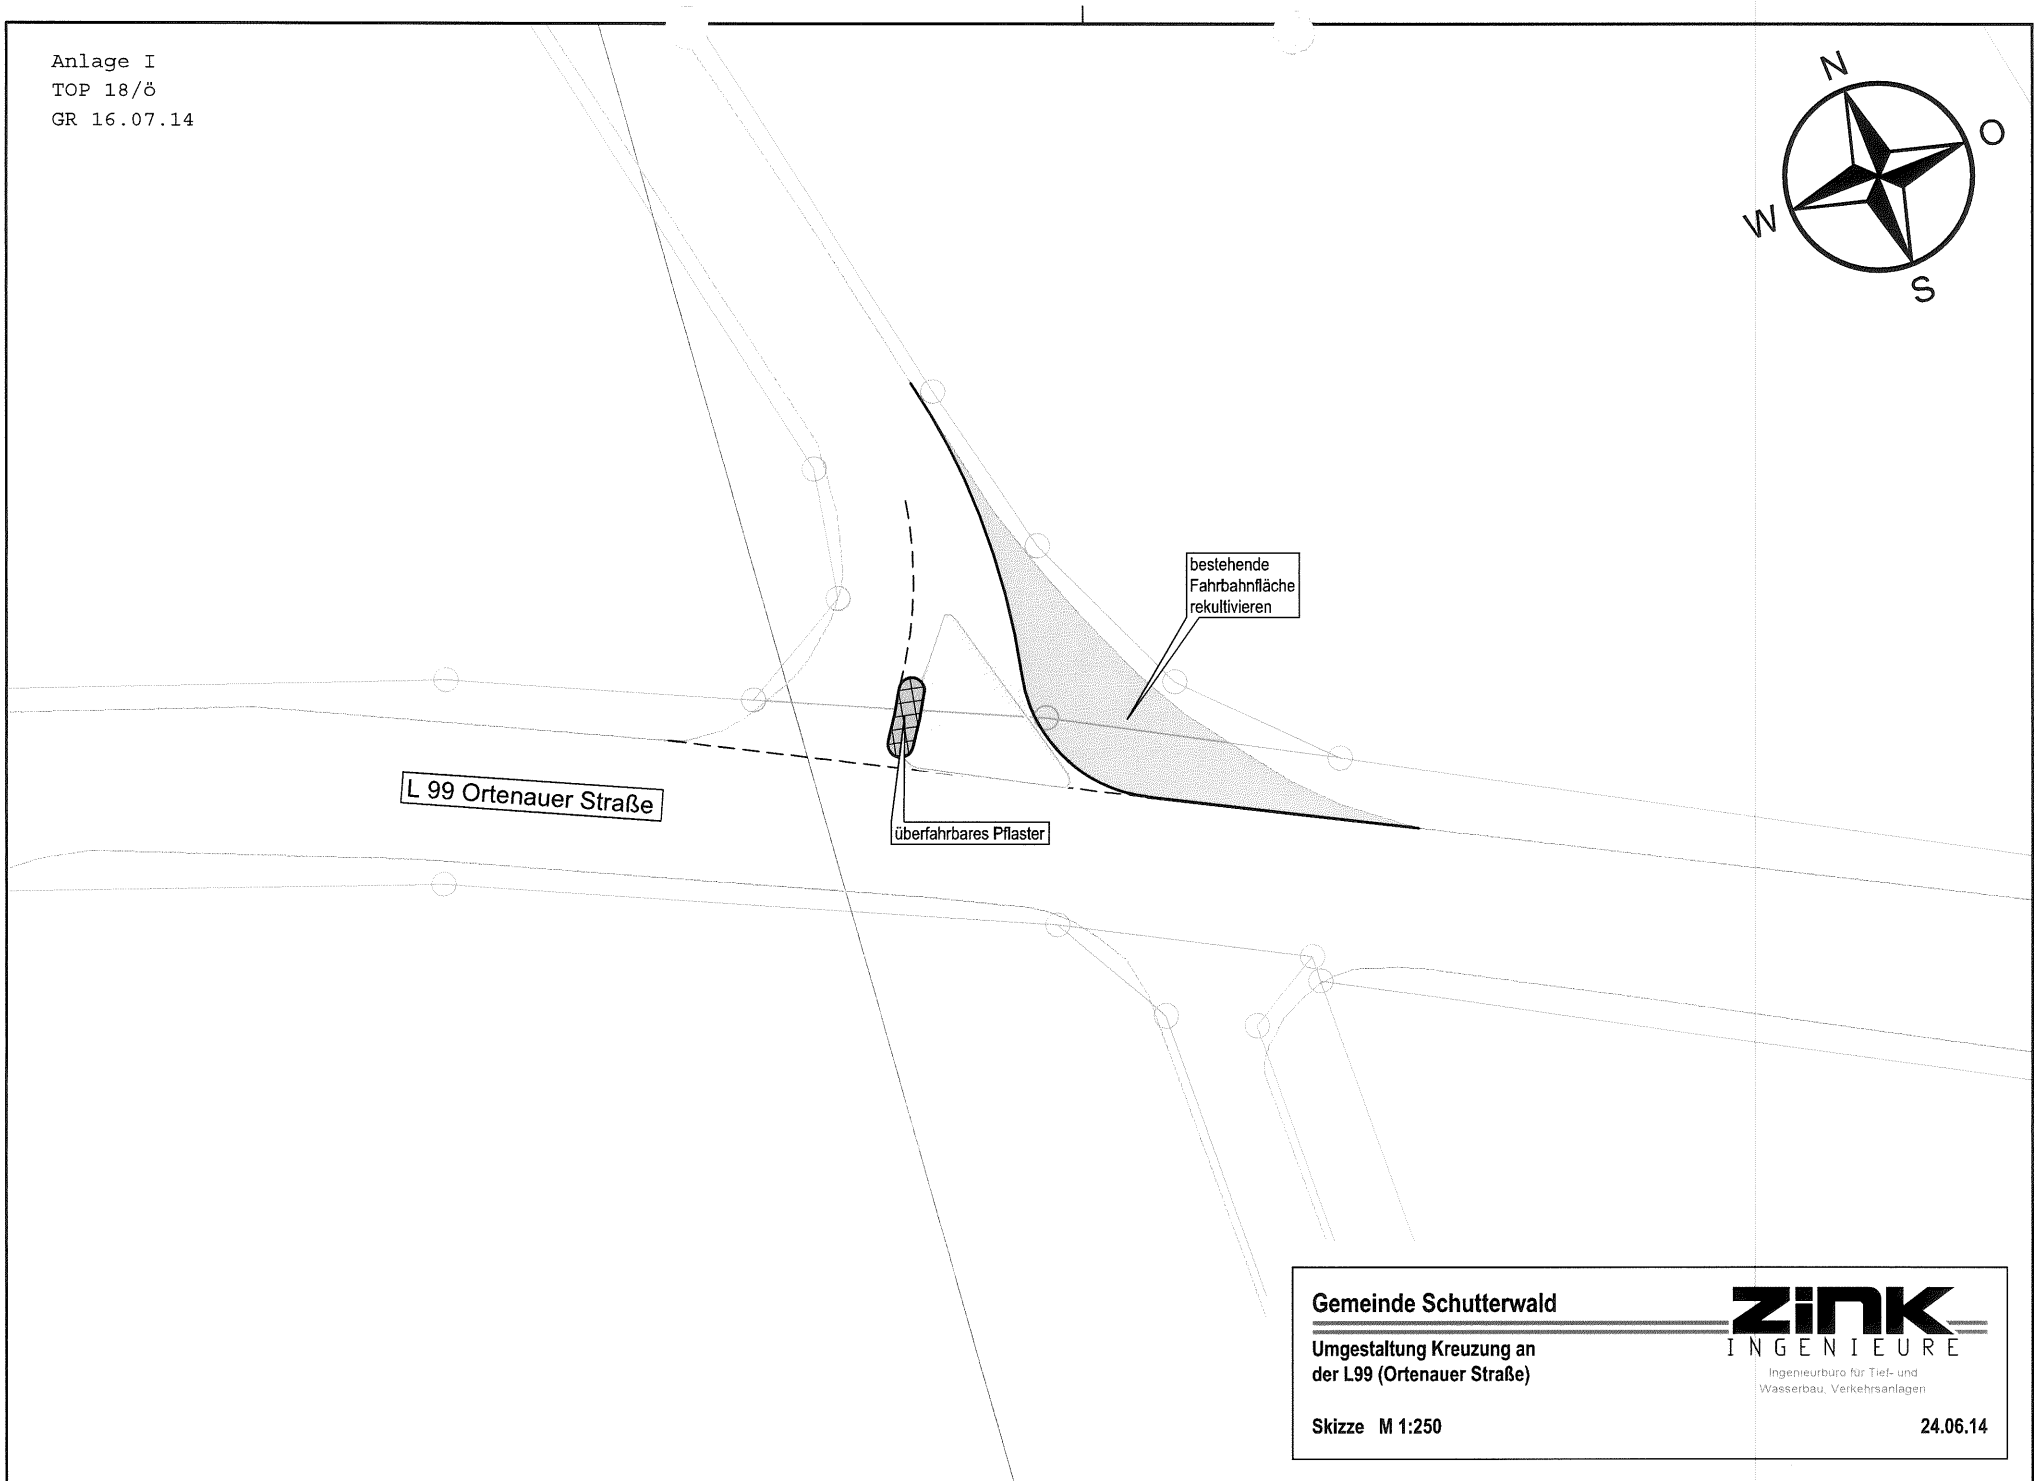 Anlage I
TOP 18/ö
GR 16.07.14
N
O
W
S
bestehende
Fahrbahnfläche
rekultivieren
L 99 Ortenauer Straße
überfahrbares Pflaster
Gemeinde Schutterwald
Umgestaltung Kreuzung an
der L99 (Ortenauer Straße)
Skizze M 1:250
24.06.14
ZiNK
INGENIEURE
Ingenieurbüro für Tief- und
Wasserbau, Verkehrsanlagen